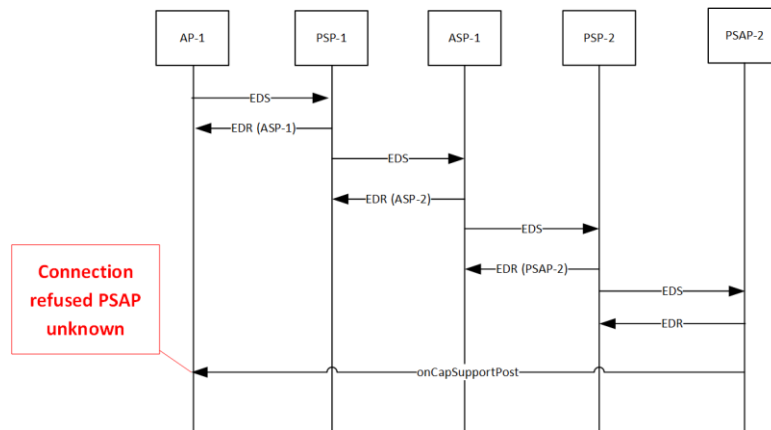 AP-1
PSP-1
ASP-1
PSP-2
PSAP-2
EDS
EDR (ASP-1)
EDS
EDR (ASP-2)
EDS
EDR (PSAP-2)
EDS
EDR
Connection
refused PSAP
unknown
onCapSupportPost